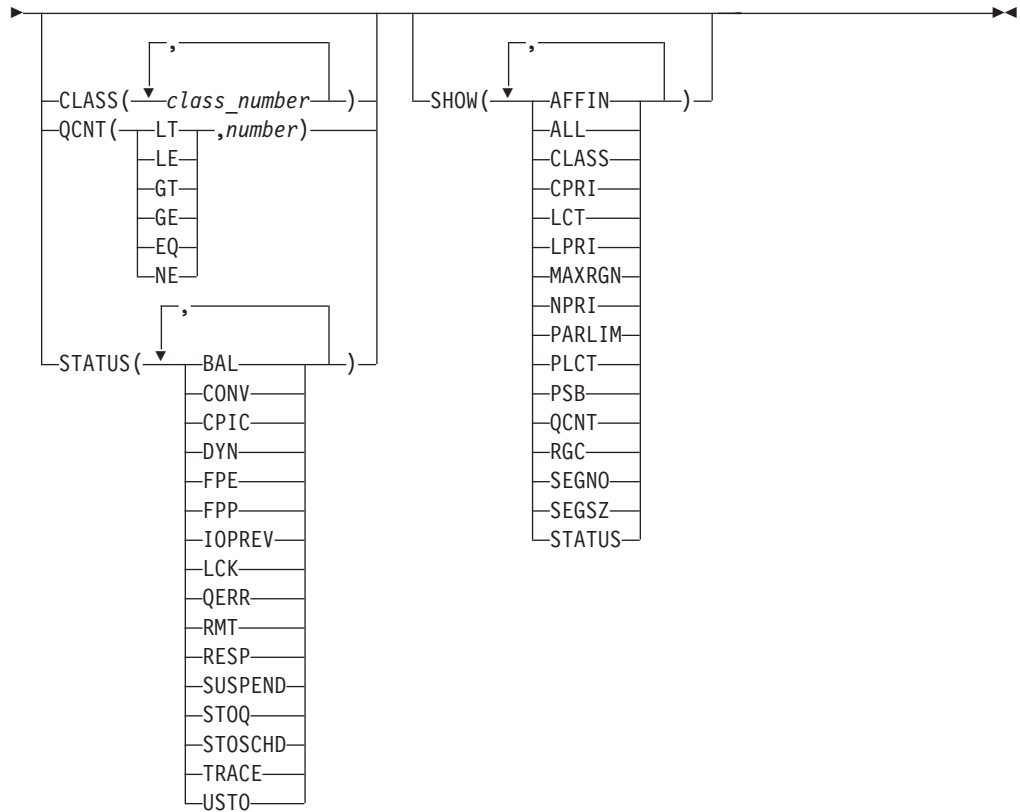 ,
CLASS( class_number )
QCNT( LT ,number)
LE
GT
GE
EQ
NE
,
STATUS( BAL )
CONV
CPIC
DYN
FPE
FPP
IOPREV
LCK
QERR
RMT
RESP
SUSPEND
STOQ
STOSCHD
TRACE
USTO
,
SHOW( AFFIN )
ALL
CLASS
CPRI
LCT
LPRI
MAXRGN
NPRI
PARLIM
PLCT
PSB
QCNT
RGC
SEGNO
SEGSZ
STATUS